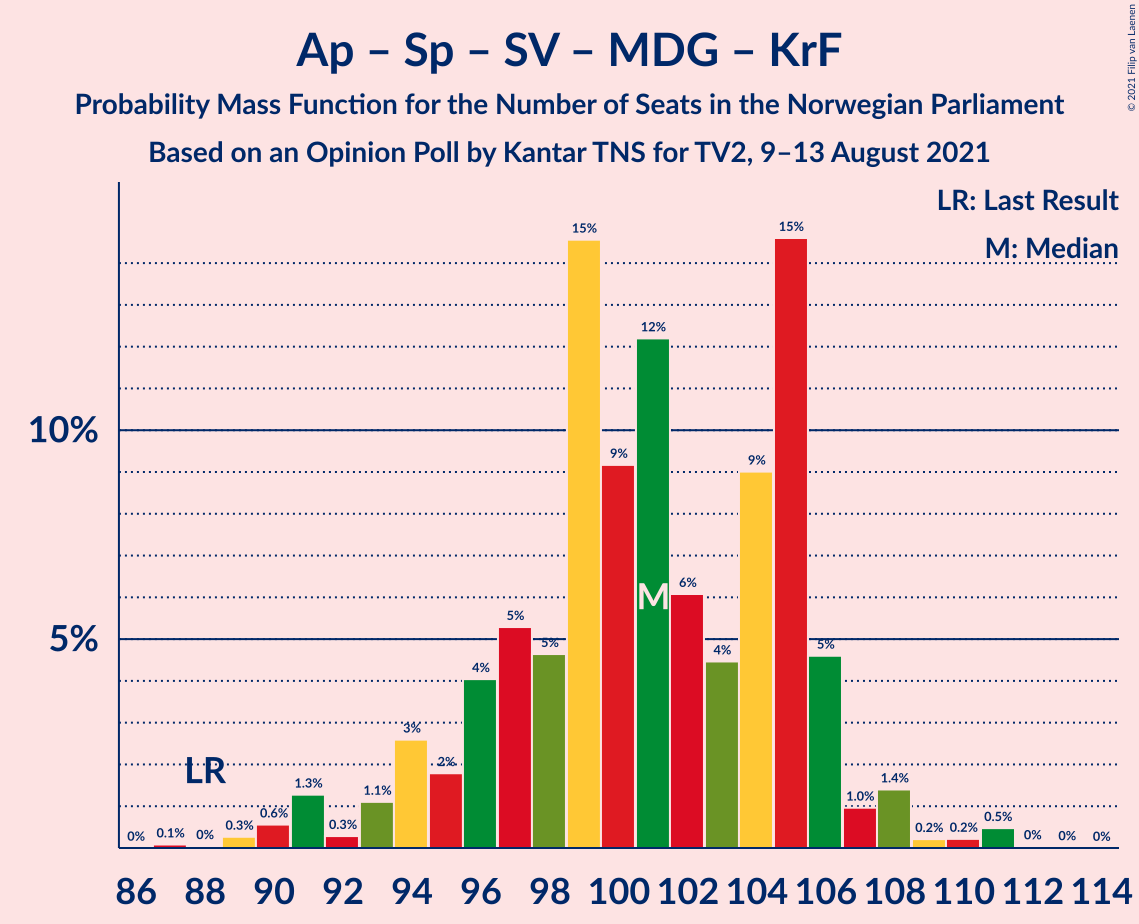 Ap – Sp – SV – MDG – KrF
Probability Mass Function for the Number of Seats in the Norwegian Parliament
Based on an Opinion Poll by Kantar TNS for TV2, 9–13 August 2021
© 2021 Filip van Laenen
LR: Last Result
M: Median
10%
5%
LR
M
0% 0.1% 0% 0.3% 0.6% 1.3% 0.3% 1.1% 3% 2% 4% 5% 5% 15% 9% 12% 6% 4% 9% 15% 5% 1.0% 1.4% 0.2% 0.2% 0.5% 0% 0% 0%
86 88 90 92 94 96 98 100 102 104 106 108 110 112 114